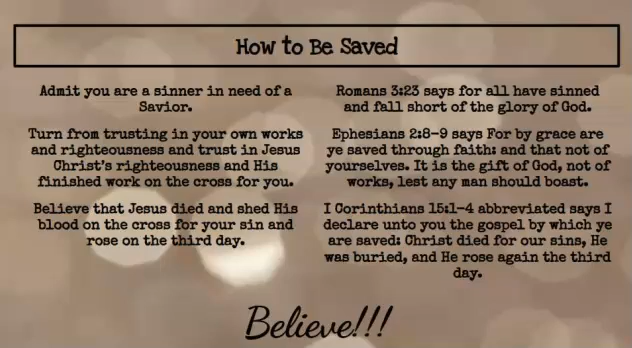 How to Be Saved
Admit you are a sinner in need of a
Savior.
Turn from trusting in your own works
and righteousness and trust in Jesus
Christ's righteousness and His
finished work on the cross for you.
Believe that Jesus died and shed His
blood on the cross for your sin and
rose on the third day.
Romans 3:23 says for all have sinned
and fall short of the glory of God.
Ephesians 2:8-9 says For by grace are
ye saved through faith: and that not of
yourselves. It is the gift of God, not of
works, lest any man should boast.
I Corinthians 15:1-4 abbreviated says I
declare unto you the gospel by which ye
are saved: Christ died for our sins, He
was buried, and He rose again the third
day.
Believe!!!